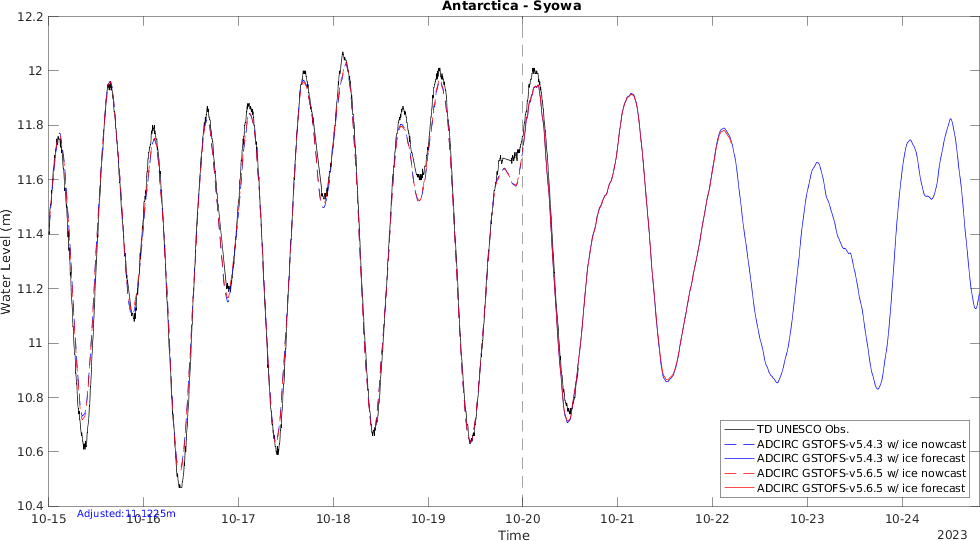 Antarctica - Syowa
12.2
12
11.8
11.6
11.4
11.2
11
10.8
10.6
10.4
Water Level (m)
TD UNESCO Obs.
ADCIRC GSTOFS-v5.4.3 w/ ice nowcast
ADCIRC GSTOFS-v5.4.3 w/ ice forecast
ADCIRC GSTOFS-v5.6.5 w/ ice nowcast
ADCIRC GSTOFS-v5.6.5 w/ ice forecast
Adjusted:11.1225m
10-15 10-16 10-17 10-18 10-19 10-20 10-21 10-22 10-23 10-24
Time
2023